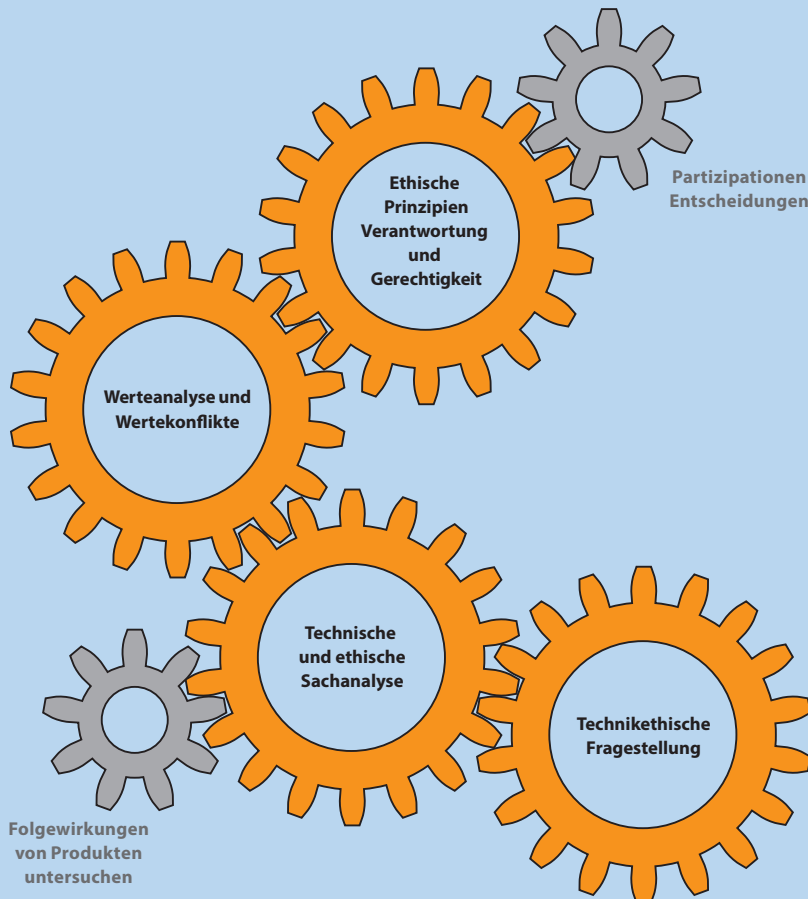 Partizipationen
Entscheidungen
Ethische
Prinzipien
Verantwortung
und
Gerechtigkeit
Werteanalyse und
Wertekonflikte
Technische
und ethische
Sachanalyse
Technikethische
Fragestellung
Folgewirkungen
von Produkten
untersuchen